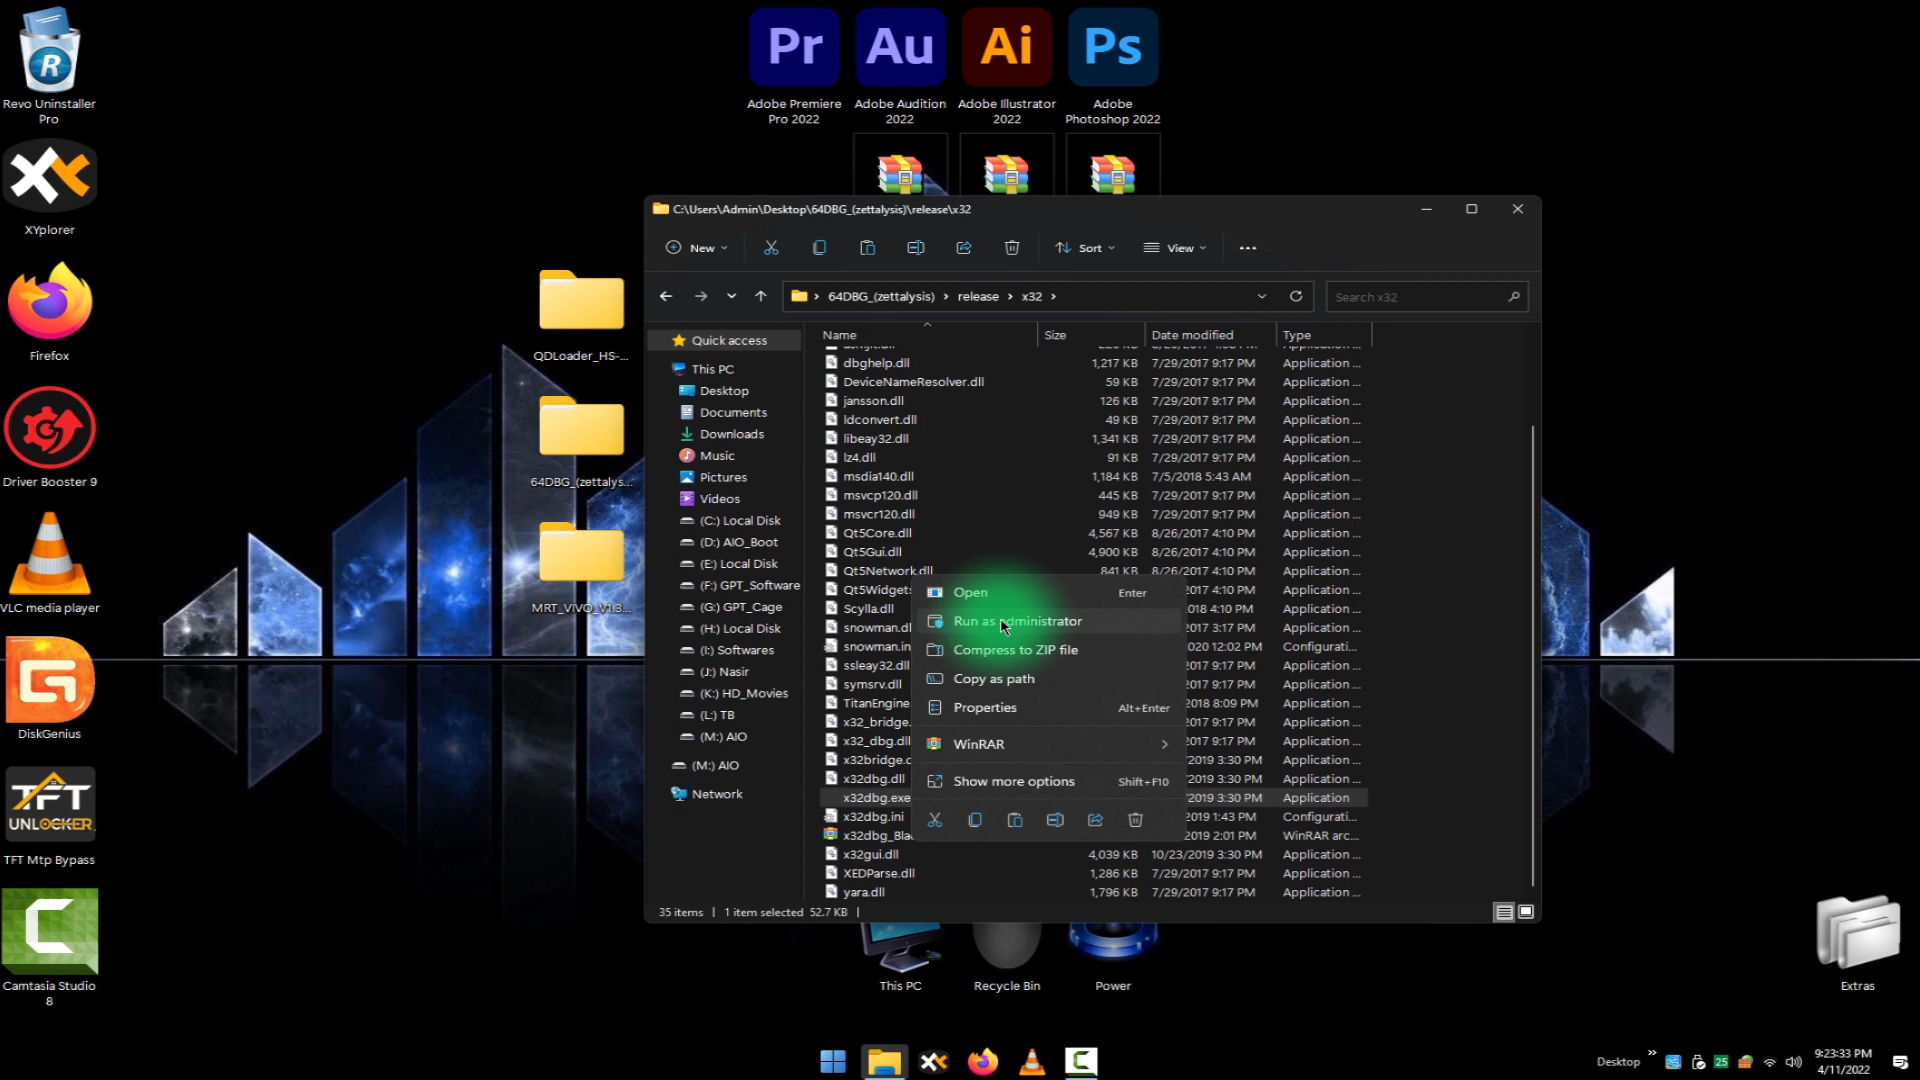 Revo Uninstaller
Pro
XYplorer
Firefox
Driver Booster 9
VLC media player
DiskGenius
TFT
UNLOCKER
TFT Mtp Bypass
Camtasia Studio
8
Pr
Au
Ai
Ps
Adobe Premiere
Pro 2022
Adobe Audition
2022
Adobe Illustrator
2022
Adobe
Photoshop 2022
QDLoader_HS-...
64DBG_(zettalys...
MRT_VIVO_V1.3...
C:\Users\Admin\Desktop\64DBG_(zettalysis)\release\x32
New
Sort
View
64DBG_(zettalysis) > release > x32 >
Search x32
Quick access
This PC
Desktop
Documents
Downloads
Music
Pictures
Videos
(C:) Local Disk
(D:) AIO_Boot
(E:) Local Disk
(F:) GPT_Software
(G:) GPT_Cage
(H:) Local Disk
(I:) Softwares
(J:) Nasir
(K:) HD_Movies
(L:) TB
(M:) AIO
(M:) AIO
Network
Name Size Date modified Type
dbghelp.dll 1,217 KB 7/29/2017 9:17 PM Application ...
DeviceNameResolver.dll 59 KB 7/29/2017 9:17 PM Application ...
jansson.dll 126 KB 7/29/2017 9:17 PM Application ...
ldconvert.dll 49 KB 7/29/2017 9:17 PM Application ...
libeay32.dll 1,341 KB 7/29/2017 9:17 PM Application ...
lz4.dll 91 KB 7/29/2017 9:17 PM Application ...
msdia140.dll 1,184 KB 7/5/2018 5:43 AM Application ...
msvcp120.dll 445 KB 7/29/2017 9:17 PM Application ...
msvcr120.dll 949 KB 7/29/2017 9:17 PM Application ...
Qt5Core.dll 4,567 KB 8/26/2017 4:10 PM Application ...
Qt5Gui.dll 4,900 KB 8/26/2017 4:10 PM Application ...
Qt5Network.dll 841 KB 8/26/2017 4:10 PM Application ...
Qt5Widgets 2017 4:10 PM Application ...
Scylla.dll 2018 4:10 PM Application ...
snowman.dl 2017 3:17 PM Application ...
snowman.in 2020 12:02 PM Configurati...
ssleay32.dll 2017 9:17 PM Application ...
symsrv.dll 2017 9:17 PM Application ...
TitanEngine 2018 8:09 PM Application ...
x32_bridge. 2017 9:17 PM Application ...
x32_dbg.dll 2017 9:17 PM Application ...
x32bridge.d 2019 3:30 PM Application ...
x32dbg.dll 2019 3:30 PM Application ...
x32dbg.exe 2019 3:30 PM Application
x32dbg.ini 2019 1:43 PM Configurati...
x32dbg_Bla 2019 2:01 PM WinRAR arc...
x32gui.dll 4,039 KB 10/23/2019 3:30 PM Application ...
XEDParse.dll 1,286 KB 7/29/2017 9:17 PM Application ...
yara.dll 1,796 KB 7/29/2017 9:17 PM Application ...
Open Enter
Run as administrator
Compress to ZIP file
Copy as path
Properties Alt+Enter
WinRAR
Show more options Shift+F10
35 items | 1 item selected 52.7 KB |
This PC
Recycle Bin
Power
Extras
Desktop
25
9:23:33 PM
4/11/2022